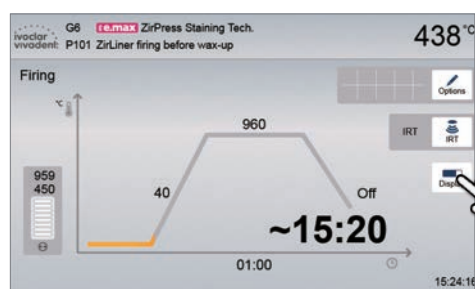 ivoclar vivadent:
G6 IPS e.max ZirPress Staining Tech.
P101 ZirLiner firing before wax-up
438 °C
Firing
Options
°C
960
IRT
IRT
959
450
Display
40
Off
~15:20
01:00
15:24:16